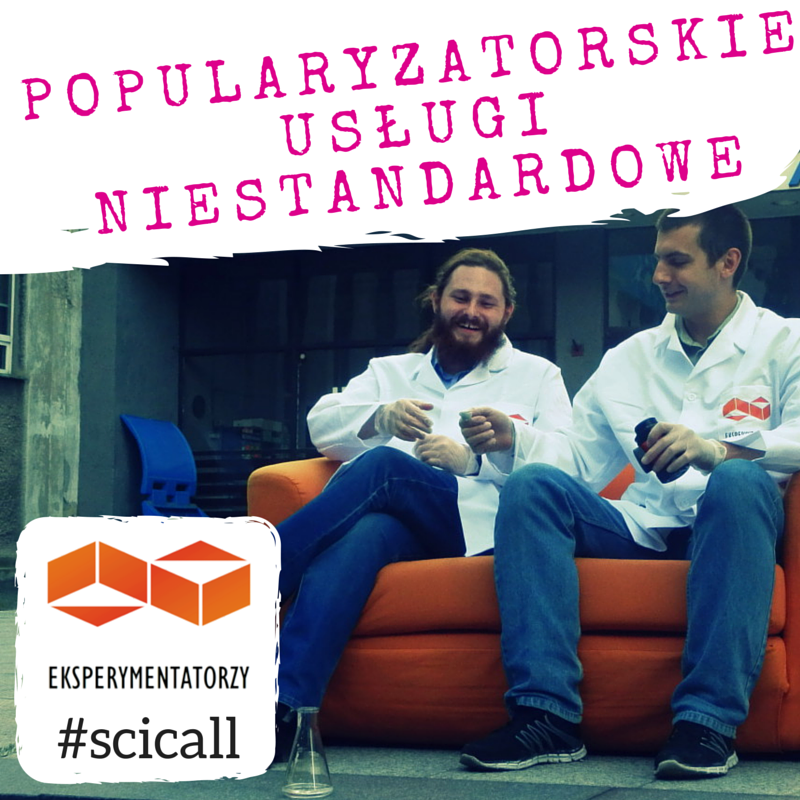 POPULARYZATORSKIE
USŁUGI
NIESTANDARDOWE
EKSPERYMENTATORZY
#scicall